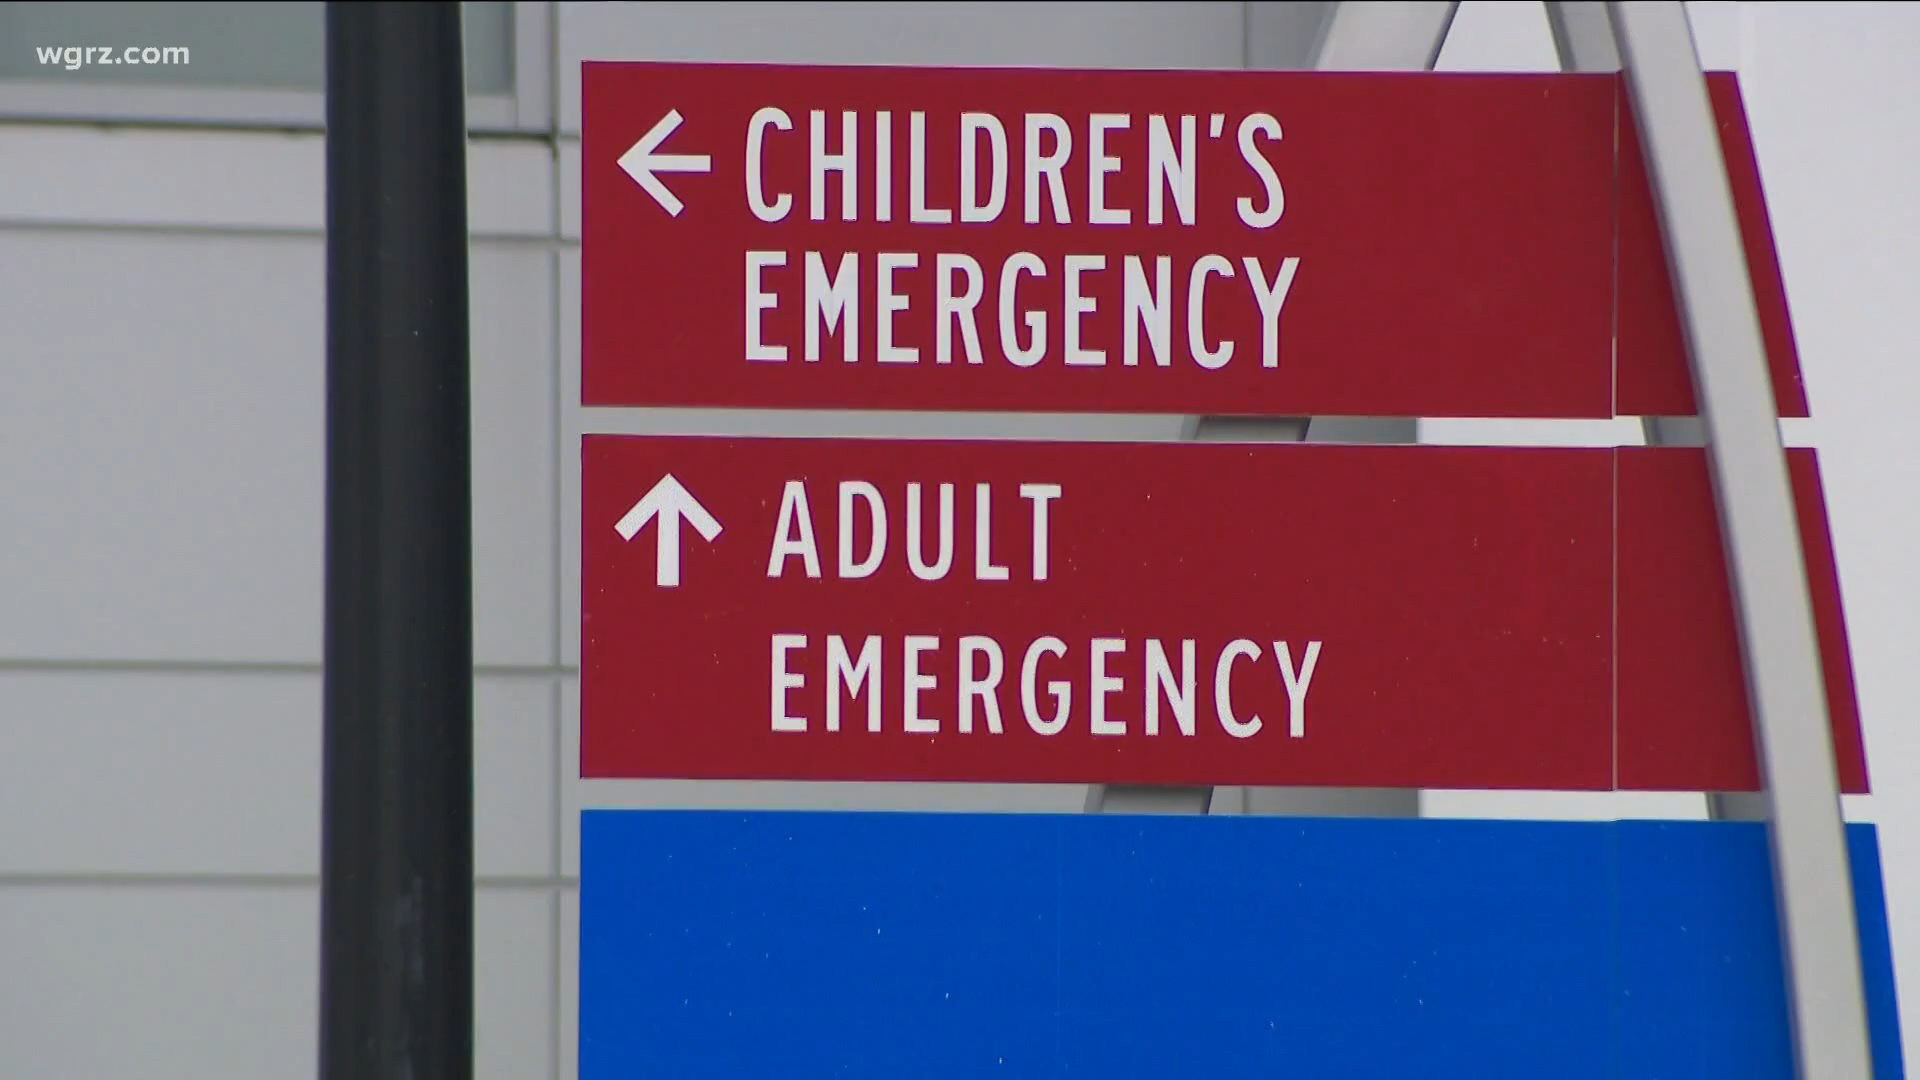 wgrz.com
← CHILDREN'S
EMERGENCY
↑ ADULT
EMERGENCY